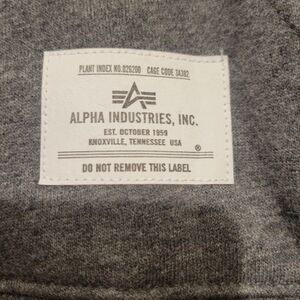 PLANT INDEX NO.026200 CAGE CODE 3A382
ALPHA INDUSTRIES, INC.
EST. OCTOBER 1959
KNOXVILLE, TENNESSEE USA
®
DO NOT REMOVE THIS LABEL